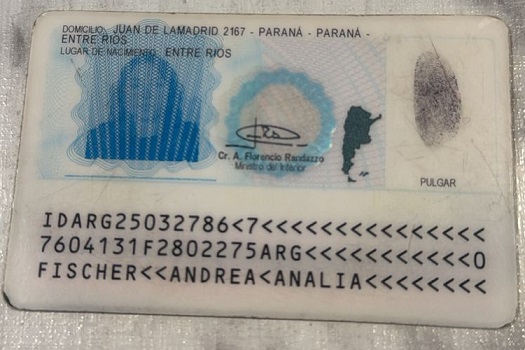 DOMICILIO: JUAN DE LAMADRID 2167 - PARANÁ - PARANÁ -
ENTRE RÍOS
LUGAR DE NACIMIENTO: ENTRE RIOS
Cr. A. Florencio Randazzo
Ministro del Interior
PULGAR
IDARG25032786<7<<<<<<<<<<<<<<<
7604131F2802275ARG<<<<<<<<<<<0
FISCHER<<ANDREA<ANALIA<<<<<<<<